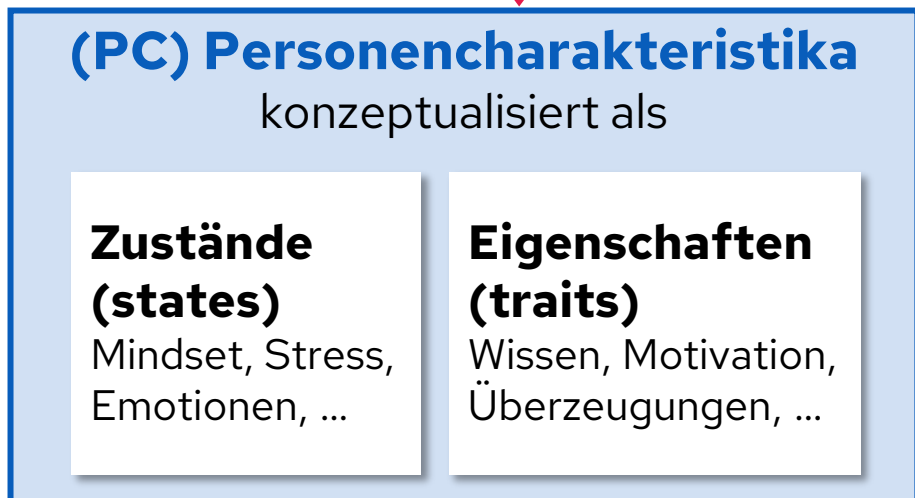 (PC) Personencharakteristika
konzeptualisiert als
Zustände
(states)
Mindset, Stress,
Emotionen, ...
Eigenschaften
(traits)
Wissen, Motivation,
Überzeugungen, ...